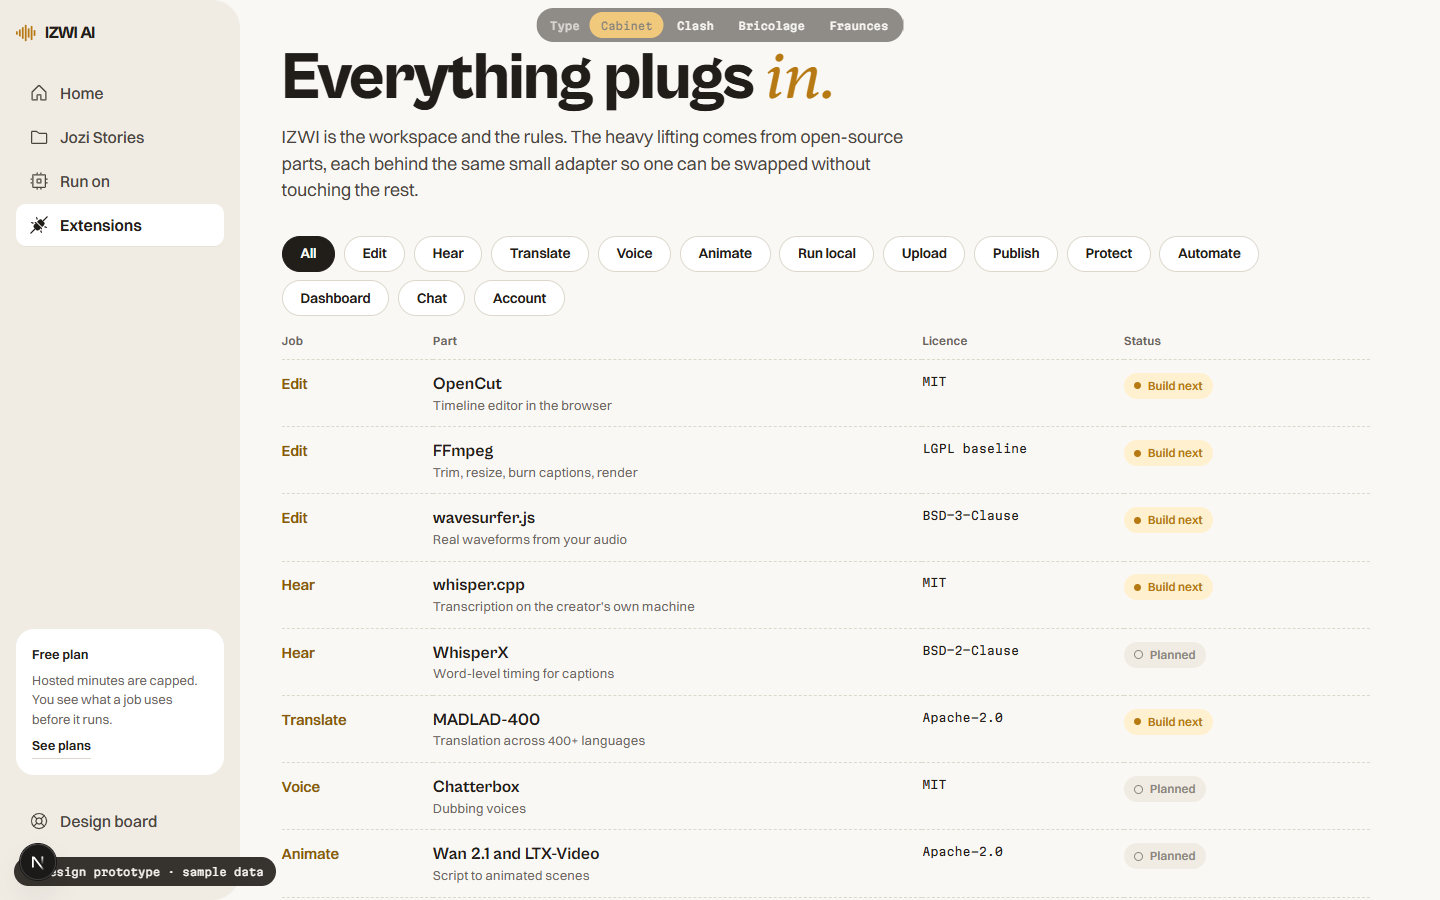 IZWI AI
Home
Jozi Stories
Run on
Extensions
Free plan
Hosted minutes are capped.
You see what a job uses
before it runs.
See plans
Design board
N
sign prototype · sample data
Type Cabinet Clash Bricolage Fraunces
Everything plugs in.
IZWI is the workspace and the rules. The heavy lifting comes from open-source
parts, each behind the same small adapter so one can be swapped without
touching the rest.
All Edit Hear Translate Voice Animate Run local Upload Publish Protect Automate
Dashboard Chat Account
Job Part Licence Status
Edit OpenCut MIT Build next
Timeline editor in the browser
Edit FFmpeg LGPL baseline Build next
Trim, resize, burn captions, render
Edit wavesurfer.js BSD-3-Clause Build next
Real waveforms from your audio
Hear whisper.cpp MIT Build next
Transcription on the creator's own machine
Hear WhisperX BSD-2-Clause Planned
Word-level timing for captions
Translate MADLAD-400 Apache-2.0 Build next
Translation across 400+ languages
Voice Chatterbox MIT Planned
Dubbing voices
Animate Wan 2.1 and LTX-Video Apache-2.0 Planned
Script to animated scenes